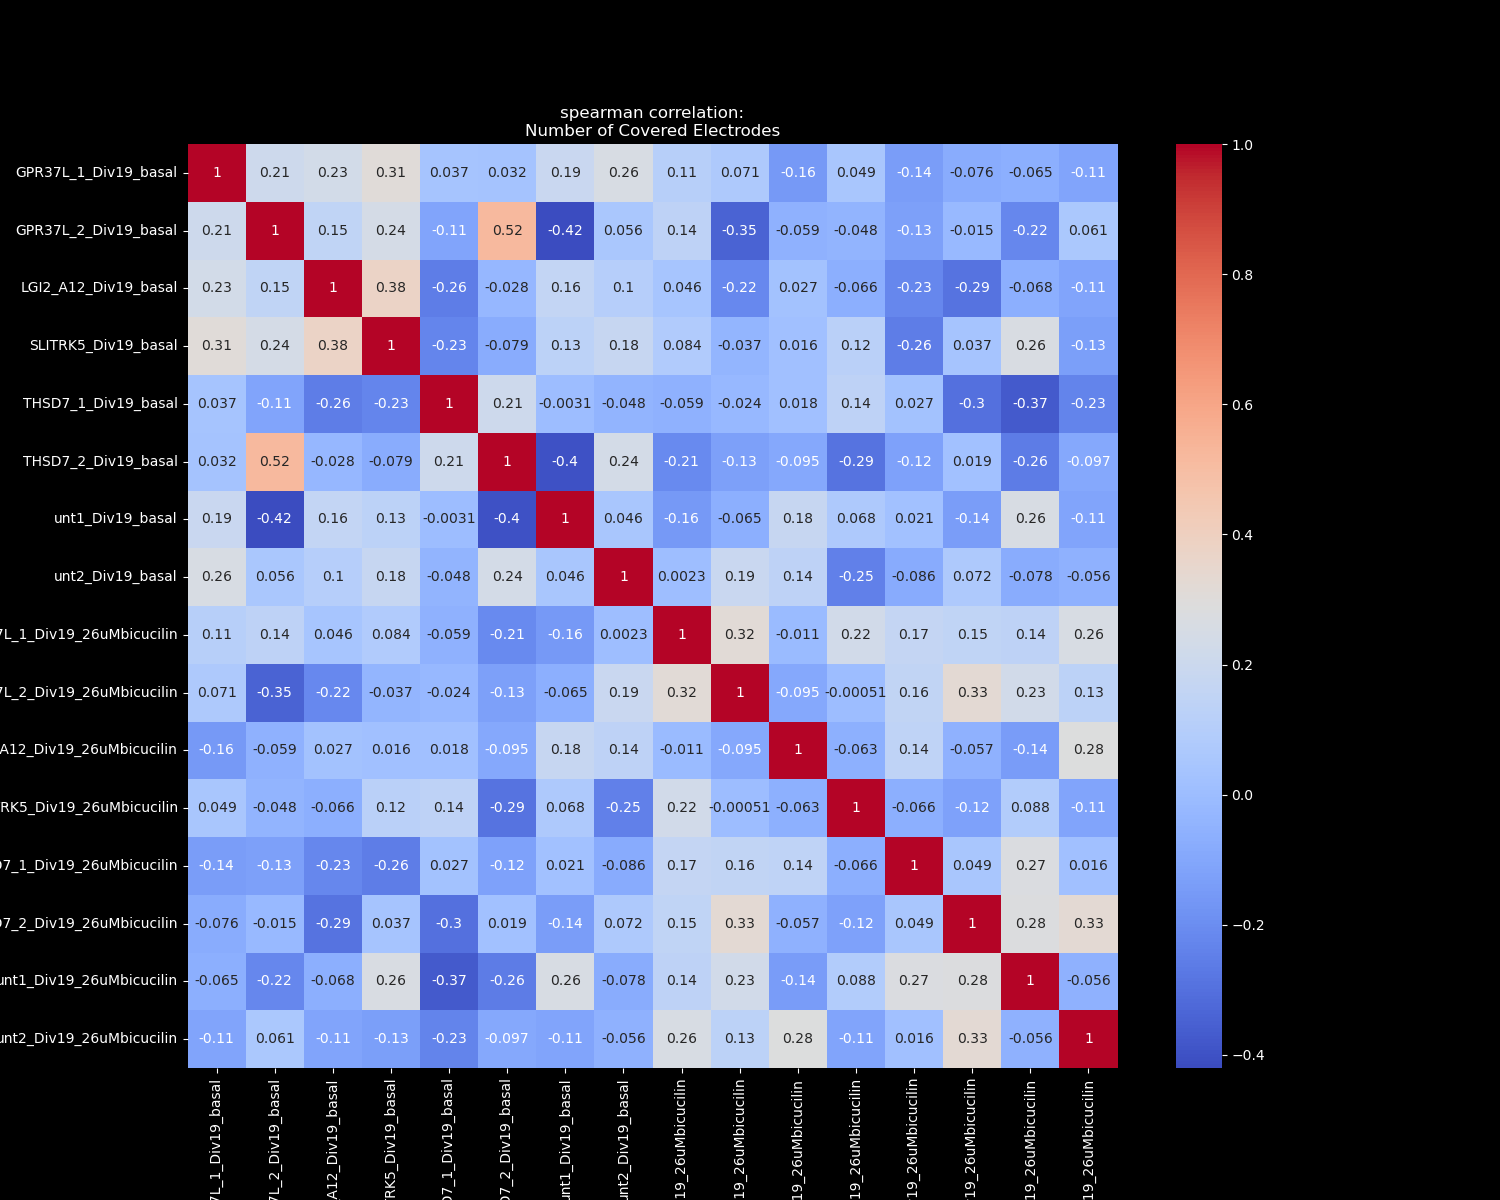 spearman correlation:
Number of Covered Electrodes
GPR37L_1_Div19_basal 1 0.21 0.23 0.31 0.037 0.032 0.19 0.26 0.11 0.071 -0.16 0.049 -0.14 -0.076 -0.065 -0.11
GPR37L_2_Div19_basal 0.21 1 0.15 0.24 -0.11 0.52 -0.42 0.056 0.14 -0.35 -0.059 -0.048 -0.13 -0.015 -0.22 0.061
LGI2_A12_Div19_basal 0.23 0.15 1 0.38 -0.26 -0.028 0.16 0.1 0.046 -0.22 0.027 -0.066 -0.23 -0.29 -0.068 -0.11
SLITRK5_Div19_basal 0.31 0.24 0.38 1 -0.23 -0.079 0.13 0.18 0.084 -0.037 0.016 0.12 -0.26 0.037 0.26 -0.13
THSD7_1_Div19_basal 0.037 -0.11 -0.26 -0.23 1 0.21 -0.0031 -0.048 -0.059 -0.024 0.018 0.14 0.027 -0.3 -0.37 -0.23
THSD7_2_Div19_basal 0.032 0.52 -0.028 -0.079 0.21 1 -0.4 0.24 -0.21 -0.13 -0.095 -0.29 -0.12 0.019 -0.26 -0.097
unt1_Div19_basal 0.19 -0.42 0.16 0.13 -0.0031 -0.4 1 0.046 -0.16 -0.065 0.18 0.068 0.021 -0.14 0.26 -0.11
unt2_Div19_basal 0.26 0.056 0.1 0.18 -0.048 0.24 0.046 1 0.0023 0.19 0.14 -0.25 -0.086 0.072 -0.078 -0.056
7L_1_Div19_26uMbicucilin 0.11 0.14 0.046 0.084 -0.059 -0.21 -0.16 0.0023 1 0.32 -0.011 0.22 0.17 0.15 0.14 0.26
7L_2_Div19_26uMbicucilin 0.071 -0.35 -0.22 -0.037 -0.024 -0.13 -0.065 0.19 0.32 1 -0.095 -0.00051 0.16 0.33 0.23 0.13
A12_Div19_26uMbicucilin -0.16 -0.059 0.027 0.016 0.018 -0.095 0.18 0.14 -0.011 -0.095 1 -0.063 0.14 -0.057 -0.14 0.28
RK5_Div19_26uMbicucilin 0.049 -0.048 -0.066 0.12 0.14 -0.29 0.068 -0.25 0.22 -0.00051 -0.063 1 -0.066 -0.12 0.088 -0.11
D7_1_Div19_26uMbicucilin -0.14 -0.13 -0.23 -0.26 0.027 -0.12 0.021 -0.086 0.17 0.16 0.14 -0.066 1 0.049 0.27 0.016
D7_2_Div19_26uMbicucilin -0.076 -0.015 -0.29 0.037 -0.3 0.019 -0.14 0.072 0.15 0.33 -0.057 -0.12 0.049 1 0.28 0.33
unt1_Div19_26uMbicucilin -0.065 -0.22 -0.068 0.26 -0.37 -0.26 0.26 -0.078 0.14 0.23 -0.14 0.088 0.27 0.28 1 -0.056
unt2_Div19_26uMbicucilin -0.11 0.061 -0.11 -0.13 -0.23 -0.097 -0.11 -0.056 0.26 0.13 0.28 -0.11 0.016 0.33 -0.056 1
7L_1_Div19_basal
7L_2_Div19_basal
A12_Div19_basal
TRK5_Div19_basal
D7_1_Div19_basal
D7_2_Div19_basal
unt1_Div19_basal
unt2_Div19_basal
19_26uMbicucilin
19_26uMbicucilin
19_26uMbicucilin
19_26uMbicucilin
19_26uMbicucilin
19_26uMbicucilin
19_26uMbicucilin
19_26uMbicucilin
1.0
0.8
0.6
0.4
0.2
0.0
−0.2
−0.4